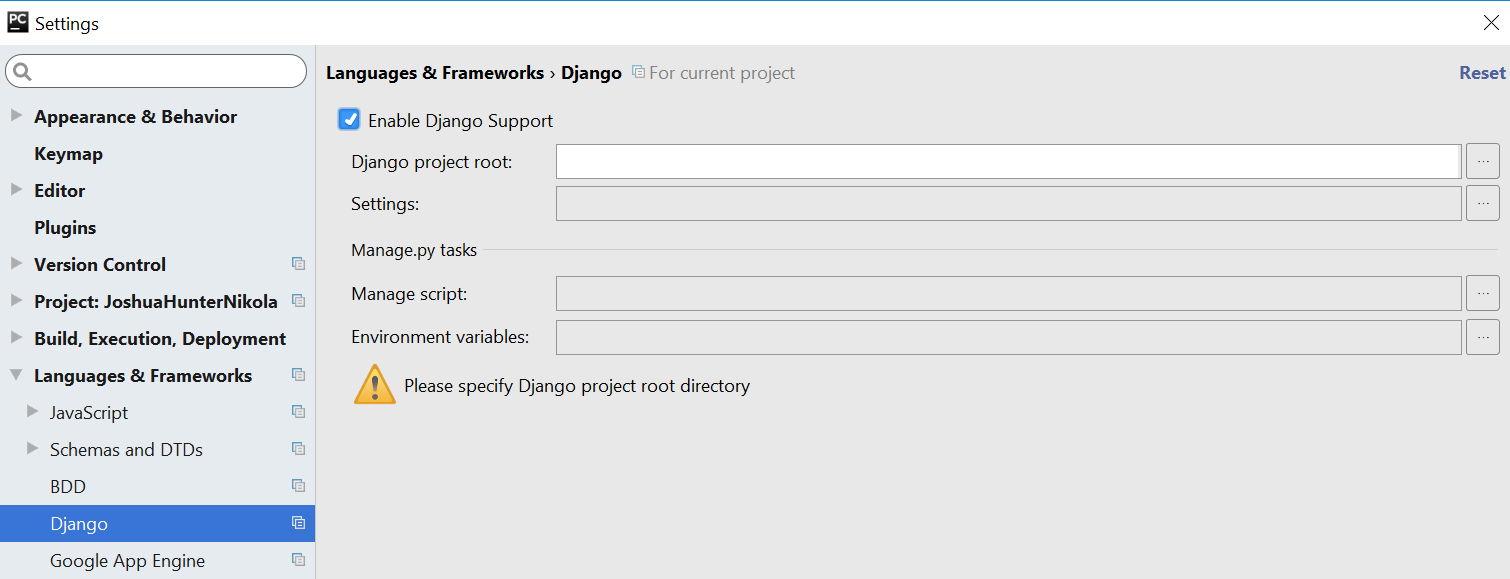 PC Settings
Languages & Frameworks › Django For current project Reset
Appearance & Behavior
Keymap
Editor
Plugins
Version Control
Project: JoshuaHunterNikola
Build, Execution, Deployment
Languages & Frameworks
JavaScript
Schemas and DTDs
BDD
Django
Google App Engine
Enable Django Support
Django project root: ...
Settings: ...
Manage.py tasks
Manage script: ...
Environment variables: ...
Please specify Django project root directory